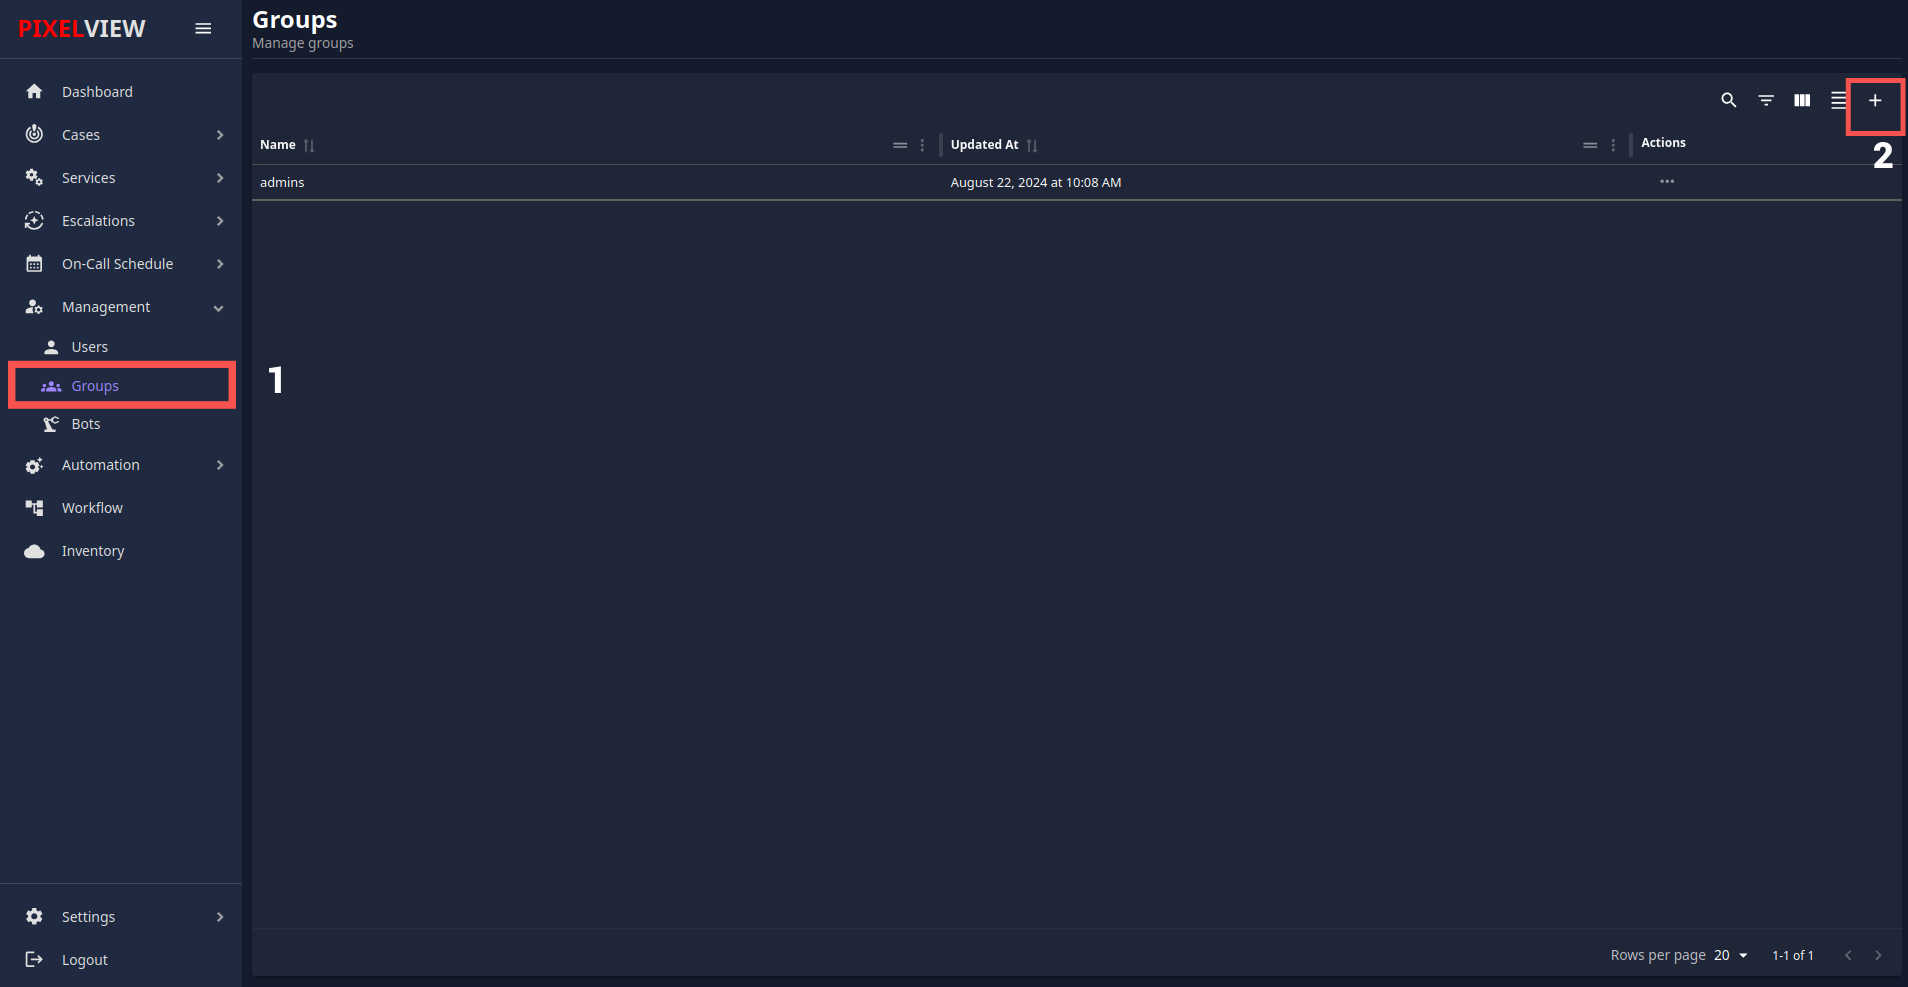 PIXELVIEW
Dashboard
Cases
Services
Escalations
On-Call Schedule
Management
Users
Groups
Bots
Automation
Workflow
Inventory
Settings
Logout
Groups
Manage groups
Name Updated At Actions
2
admins August 22, 2024 at 10:08 AM
1
Rows per page 20 1-1 of 1